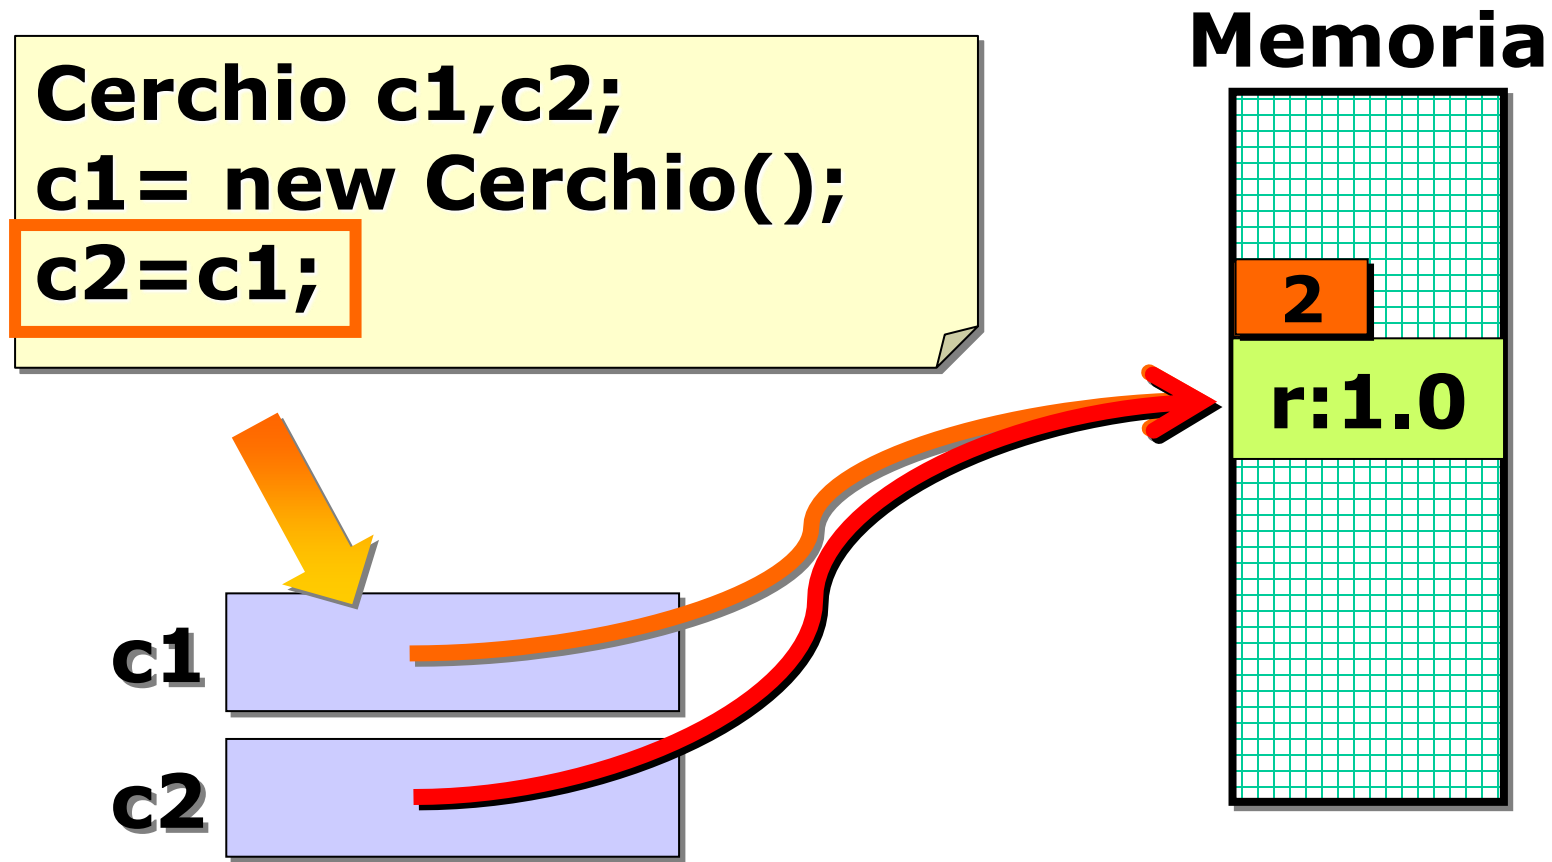 Memoria
Cerchio c1,c2;
c1= new Cerchio();
c2=c1;
2
r:1.0
c1
c2